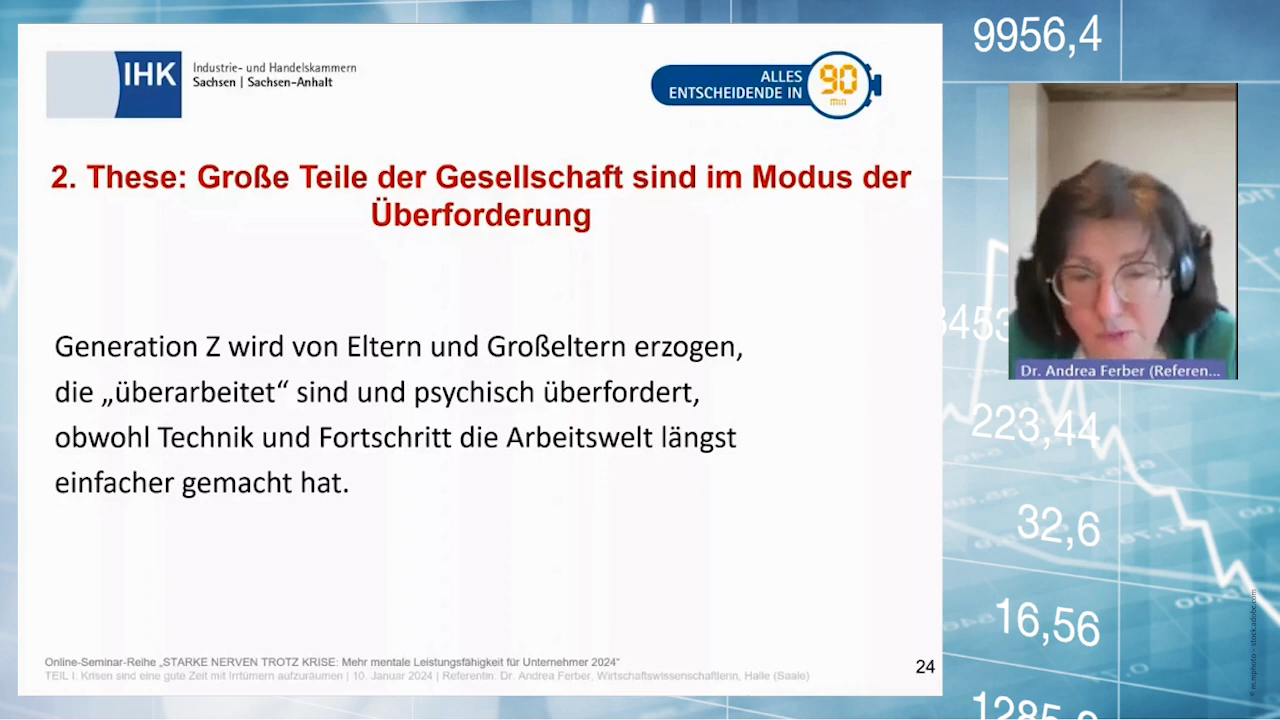 IHK
Industrie- und Handelskammern
Sachsen | Sachsen-Anhalt
ALLES
ENTSCHEIDENDE IN
90
min
2. These: Große Teile der Gesellschaft sind im Modus der
Überforderung
Generation Z wird von Eltern und Großeltern erzogen,
die „überarbeitet“ sind und psychisch überfordert,
obwohl Technik und Fortschritt die Arbeitswelt längst
einfacher gemacht hat.
Online-Seminar-Reihe „STARKE NERVEN TROTZ KRISE: Mehr mentale Leistungsfähigkeit für Unternehmer 2024“
TEIL I. Krisen sind eine gute Zeit mit Irrtümern aufzuräumen | 10. Januar 2024 | Referentin: Dr. Andrea Ferber, Wirtschaftswissenschaftlerin, Halle (Saale)
24
9956,4
Dr. Andrea Ferber (Referen...
223,44
32,6
16,56
© m.mphoto - stock.adobe.com